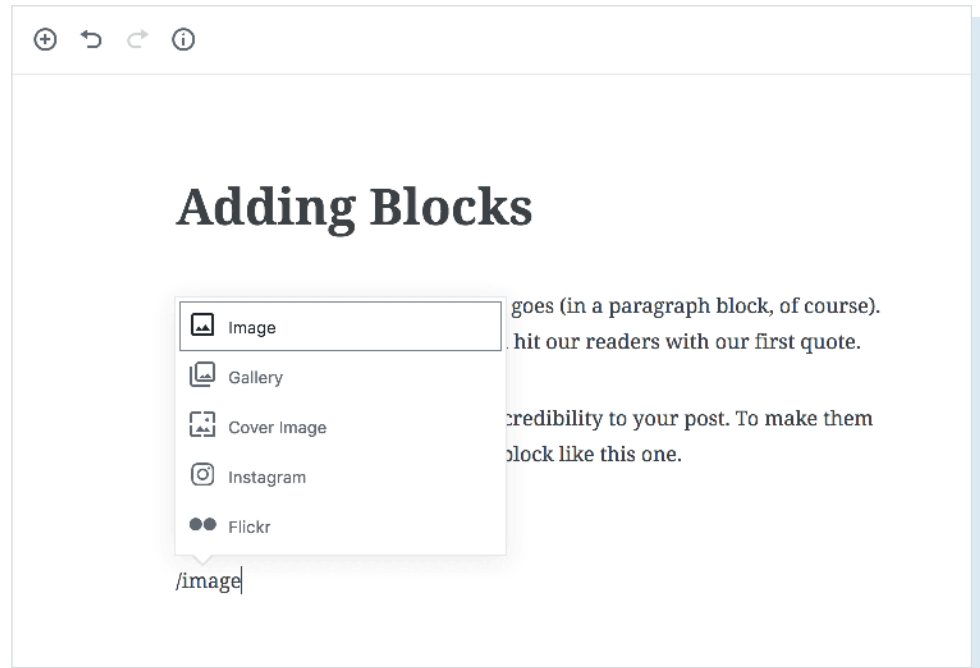 Adding Blocks
goes (in a paragraph block, of course).
hit our readers with our first quote.
Image
Gallery
credibility to your post. To make them
Cover Image
block like this one.
Instagram
Flickr
/image